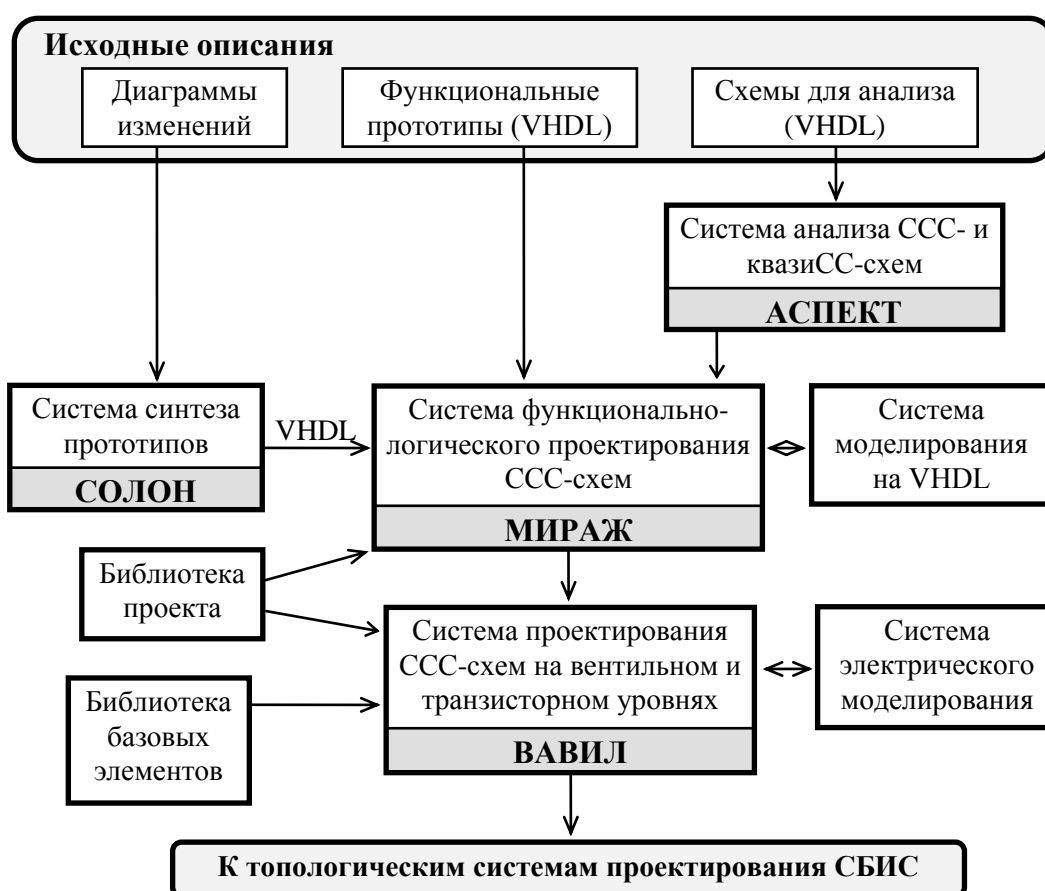 Исходные описания
Диаграммы
изменений
Функциональные
прототипы (VHDL)
Схемы для анализа
(VHDL)
Система анализа ССС- и
квазиСС-схем
АСПЕКТ
Система синтеза
прототипов
СОЛОН
VHDL
Система функционально-
логического проектирования
ССС-схем
МИРАЖ
Система
моделирования
на VHDL
Библиотека
проекта
Система проектирования
ССС-схем на вентильном и
транзисторном уровнях
ВАВИЛ
Система
электрического
моделирования
Библиотека
базовых
элементов
К топологическим системам проектирования СБИС